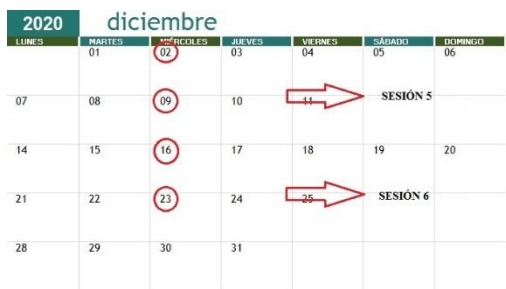 2020 diciembre
LUNES MARTES MIÉRCOLES JUEVES VIERNES SÁBADO DOMINGO
01 02 03 04 05 06
07 08 09 10 11 SESIÓN 5
14 15 16 17 18 19 20
21 22 23 24 25 SESIÓN 6
28 29 30 31